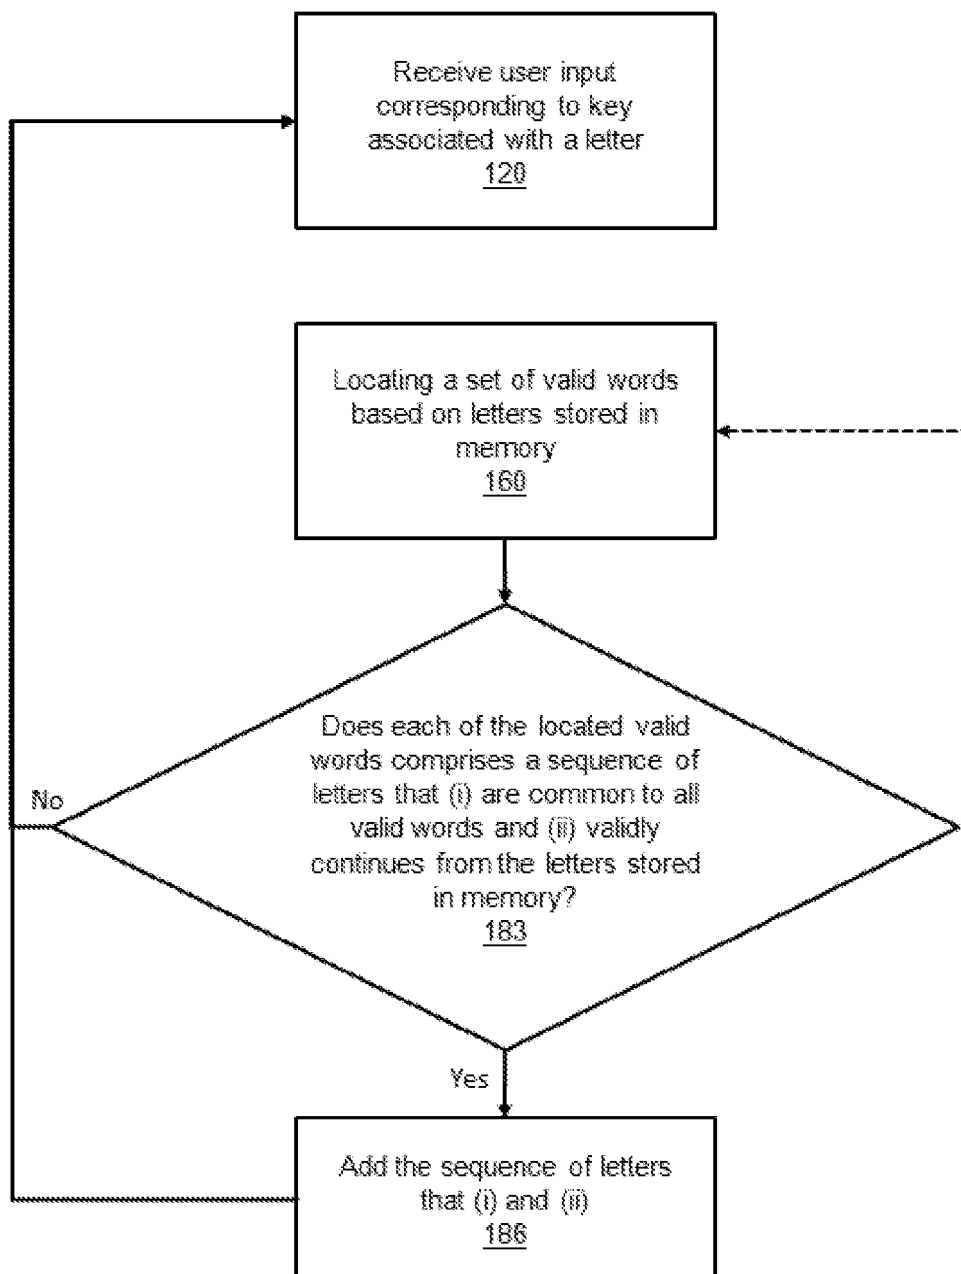 Receive user input
corresponding to key
associated with a letter
120
Locating a set of valid words
based on letters stored in
memory
160
Does each of the located valid
words comprises a sequence of
letters that (i) are common to all
valid words and (ii) validly
continues from the letters stored
in memory?
183
No
Yes
Add the sequence of letters
that (i) and (ii)
186